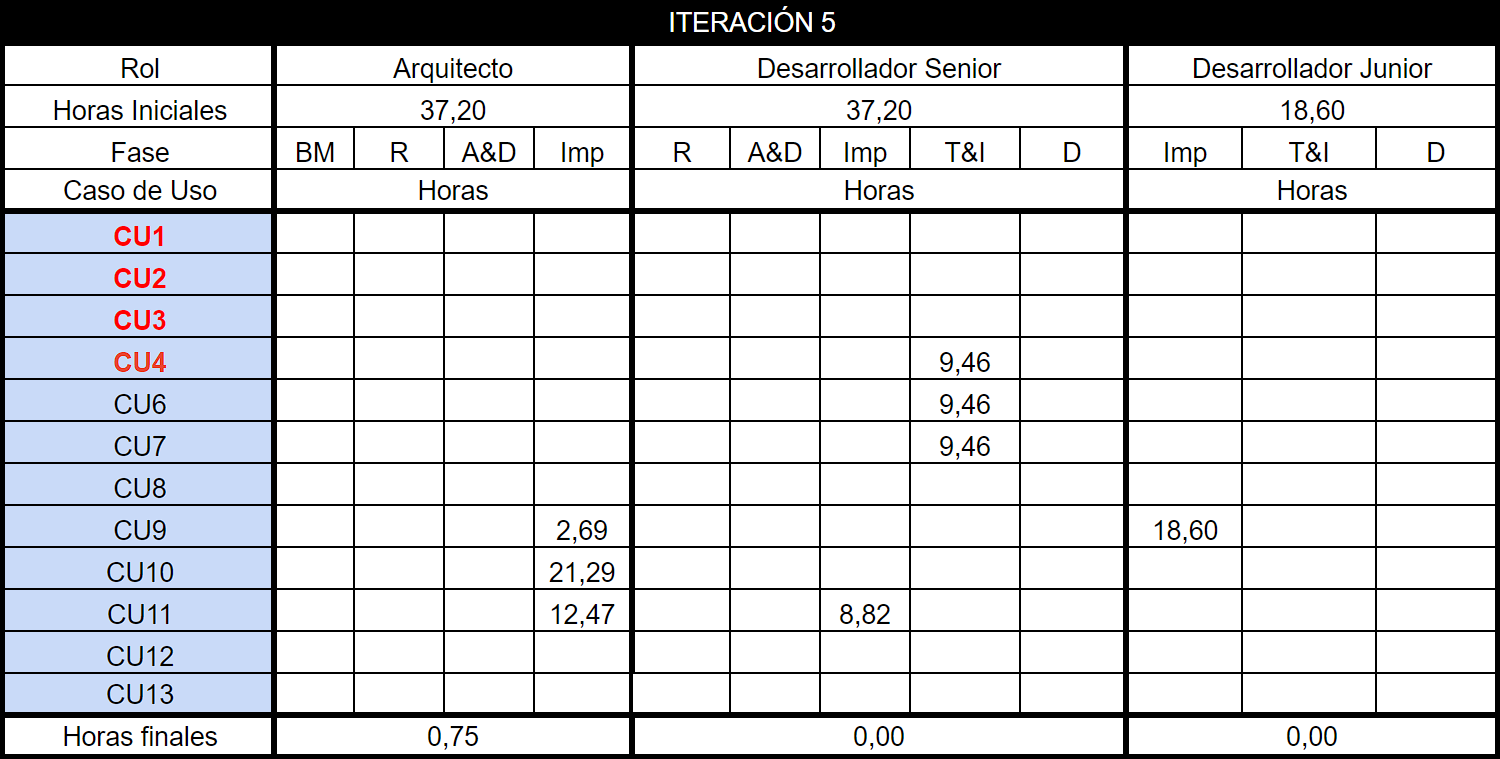 ITERACIÓN 5
Rol Arquitecto Desarrollador Senior Desarrollador Junior
Horas Iniciales 37,20 37,20 18,60
Fase BM R A&D Imp R A&D Imp T&I D Imp T&I D
Caso de Uso Horas Horas Horas
CU1
CU2
CU3
CU4 9,46
CU6 9,46
CU7 9,46
CU8
CU9 2,69 18,60
CU10 21,29
CU11 12,47 8,82
CU12
CU13
Horas finales 0,75 0,00 0,00